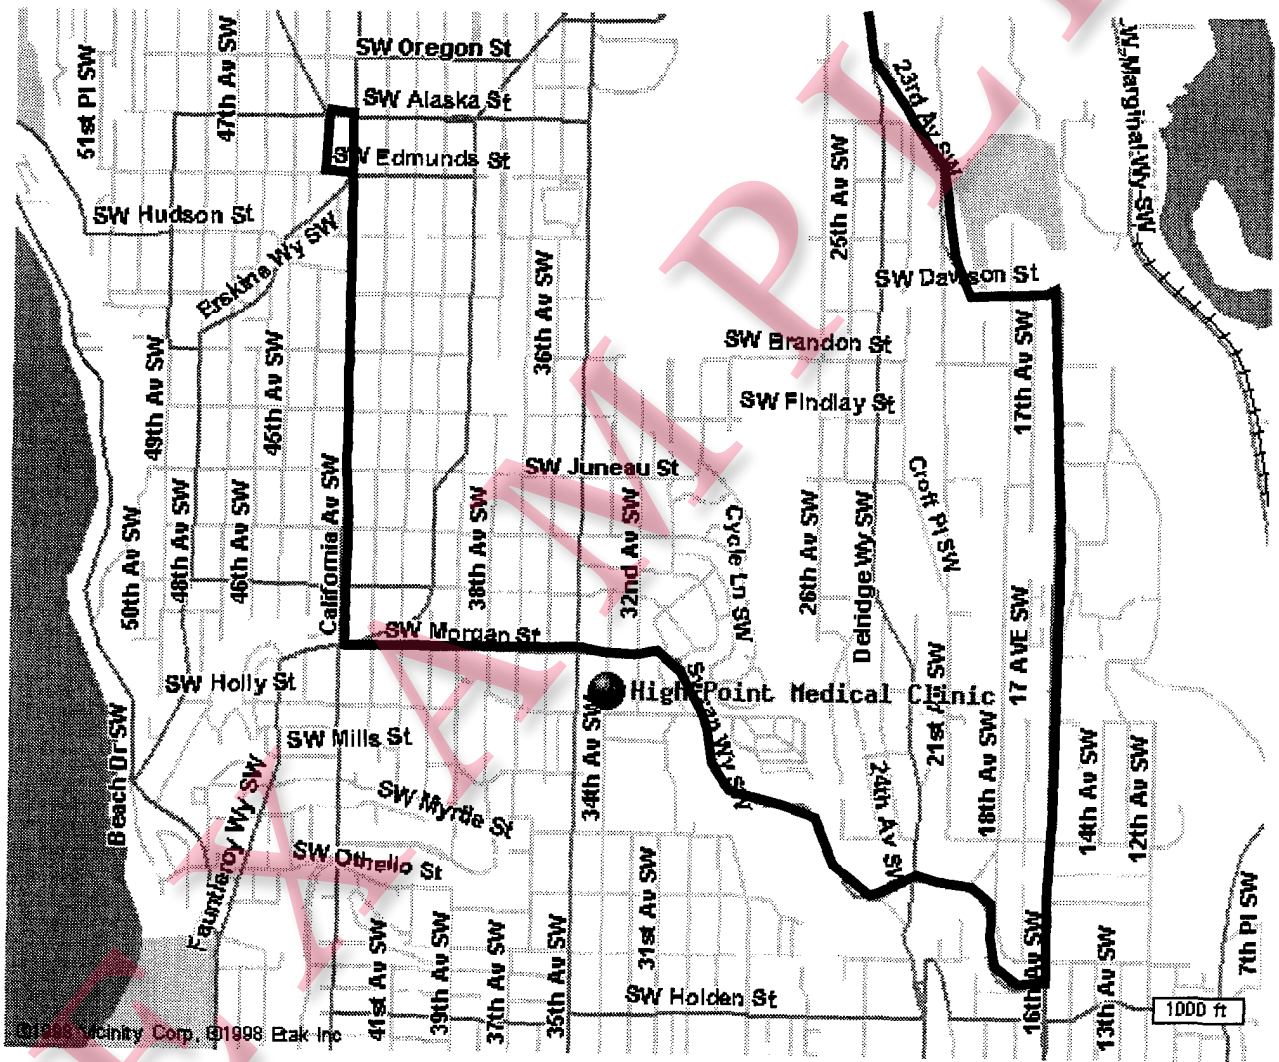 SW Oregon St
SW Alaska St
SW Edmunds St
SW Hudson St
Erskine Wy SW
51st Pl SW
47th Av SW
23rd Av SW
W Marginal Wy SW
25th Av SW
SW Dawson St
36th Av SW
SW Brandon St
SW Findlay St
17th Av SW
49th Av SW
45th Av SW
California Av SW
SW Juneau St
Croft Pl SW
50th Av SW
48th Av SW
46th Av SW
38th Av SW
32nd Av SW
Cycle Ln SW
26th Av SW
Delridge Wy SW
SW Morgan St
17 AVE SW
21st Av SW
SW Holly St
High Point Medical Clinic
Beach Dr SW
SW Mills St
34th Av SW
18th Av SW
14th Av SW
12th Av SW
Fauntleroy Wy SW
SW Myrtle St
24th Av SW
SW Othello St
31st Av SW
7th Pl SW
41st Av SW
39th Av SW
37th Av SW
35th Av SW
16th Av SW
13th Av SW
SW Holden St
1000 ft
©1998 Vicinity Corp, ©1998 Etak Inc
EXAMPLE